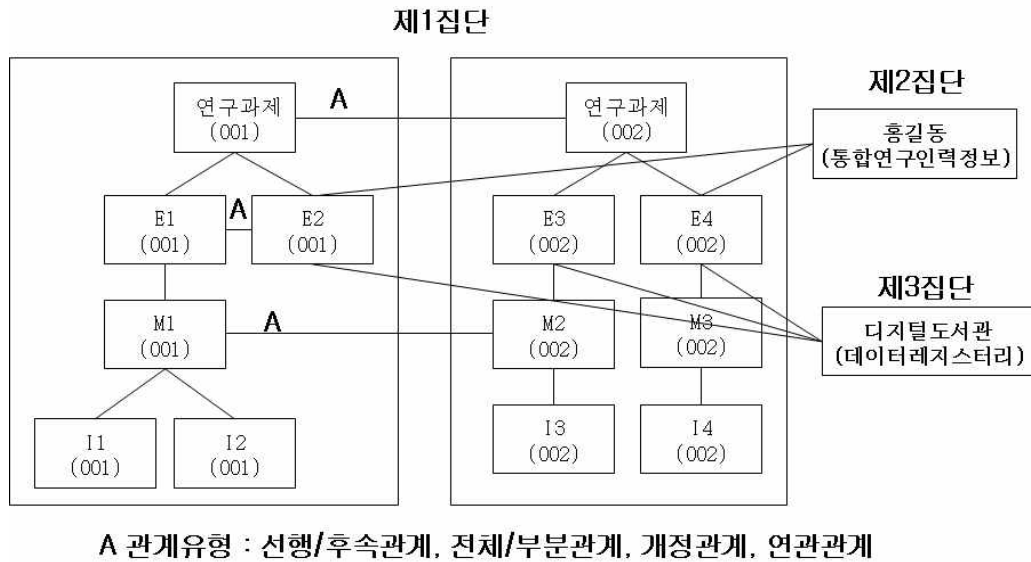 제1집단
연구과제
(001)
A
연구과제
(002)
제2집단
홍길동
(통합연구인력정보)
E1
(001)
A
E2
(001)
E3
(002)
E4
(002)
제3집단
디지털도서관
(데이터레지스터리)
M1
(001)
A
M2
(002)
M3
(002)
I1
(001)
I2
(001)
I3
(002)
I4
(002)
A 관계유형 : 선행/후속관계, 전체/부분관계, 개정관계, 연관관계